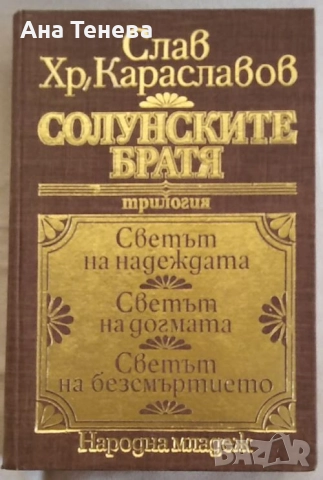 Ана Тенева
Слав
Хр. Караславов
СОЛУНСКИТЕ
БРАТЯ
трилогия
Светът
на надеждата
Светът
на догмата
Светът
на безсмъртието
Народна младеж
BAZAR